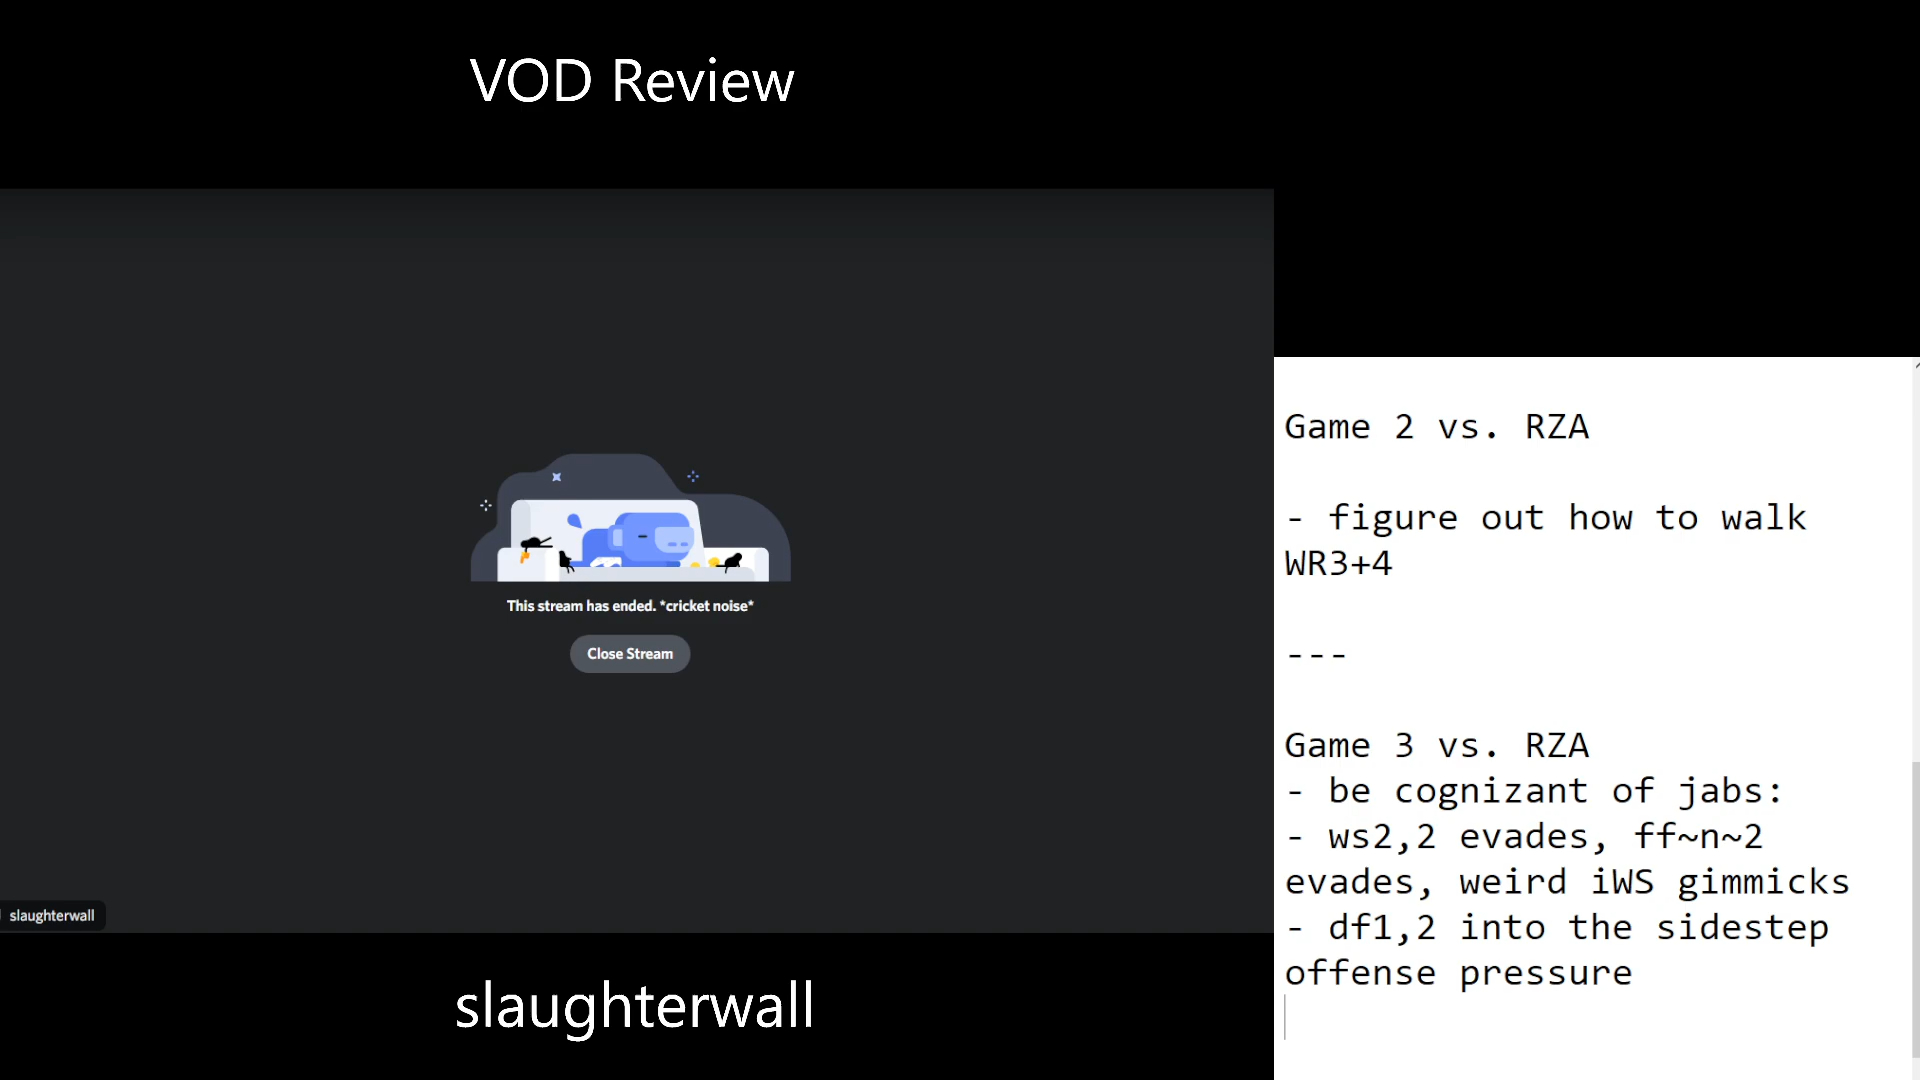 VOD Review
This stream has ended. *cricket noise*
Close Stream
slaughterwall
slaughterwall
Game 2 vs. RZA
- figure out how to walk
WR3+4
---
Game 3 vs. RZA
- be cognizant of jabs:
- ws2,2 evades, ff~n~2
evades, weird iWS gimmicks
- df1,2 into the sidestep
offense pressure